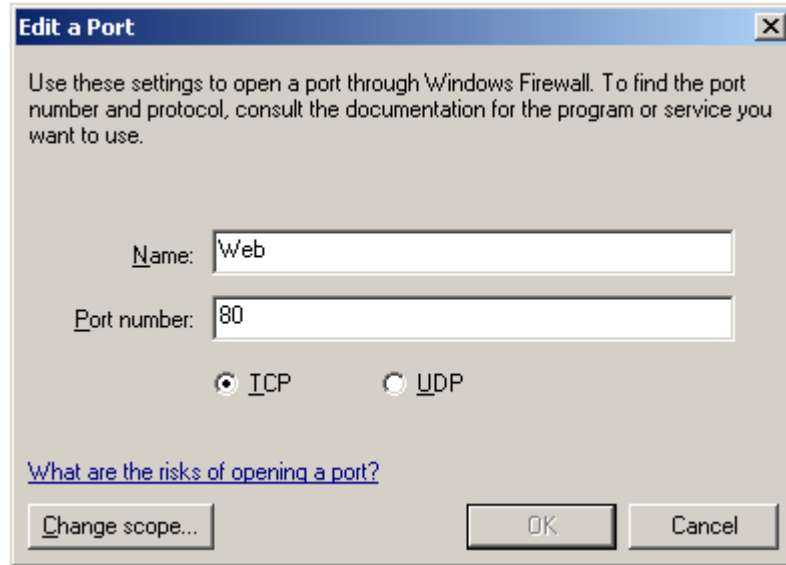 Edit a Port
Use these settings to open a port through Windows Firewall. To find the port
number and protocol, consult the documentation for the program or service you
want to use.
Name: Web
Port number: 80
TCP UDP
What are the risks of opening a port?
Change scope... OK Cancel